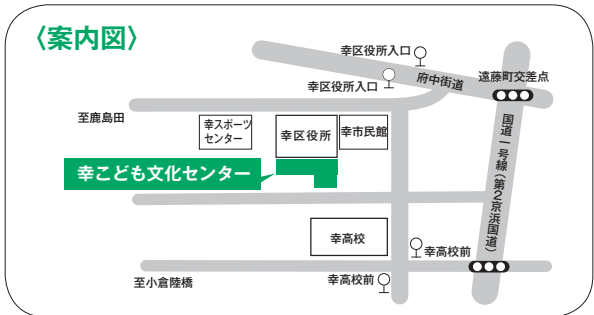 〈案内図〉
幸区役所入口
幸区役所入口
府中街道
遠藤町交差点
至鹿島田
幸スポーツ
センター
幸区役所
幸市民館
国道一号線(第2京浜国道)
幸こども文化センター
幸高校
幸高校前
幸高校前
至小倉陸橋